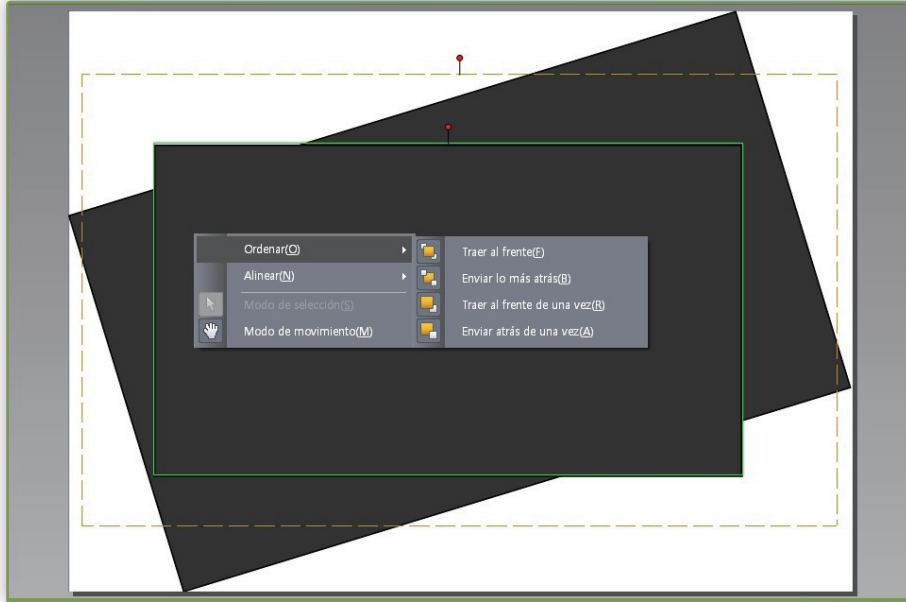 Ordenar(O)
Alinear(N)
Modo de selección(S)
Modo de movimiento(M)
Traer al frente(F)
Enviar lo más atrás(B)
Traer al frente de una vez(R)
Enviar atrás de una vez(A)